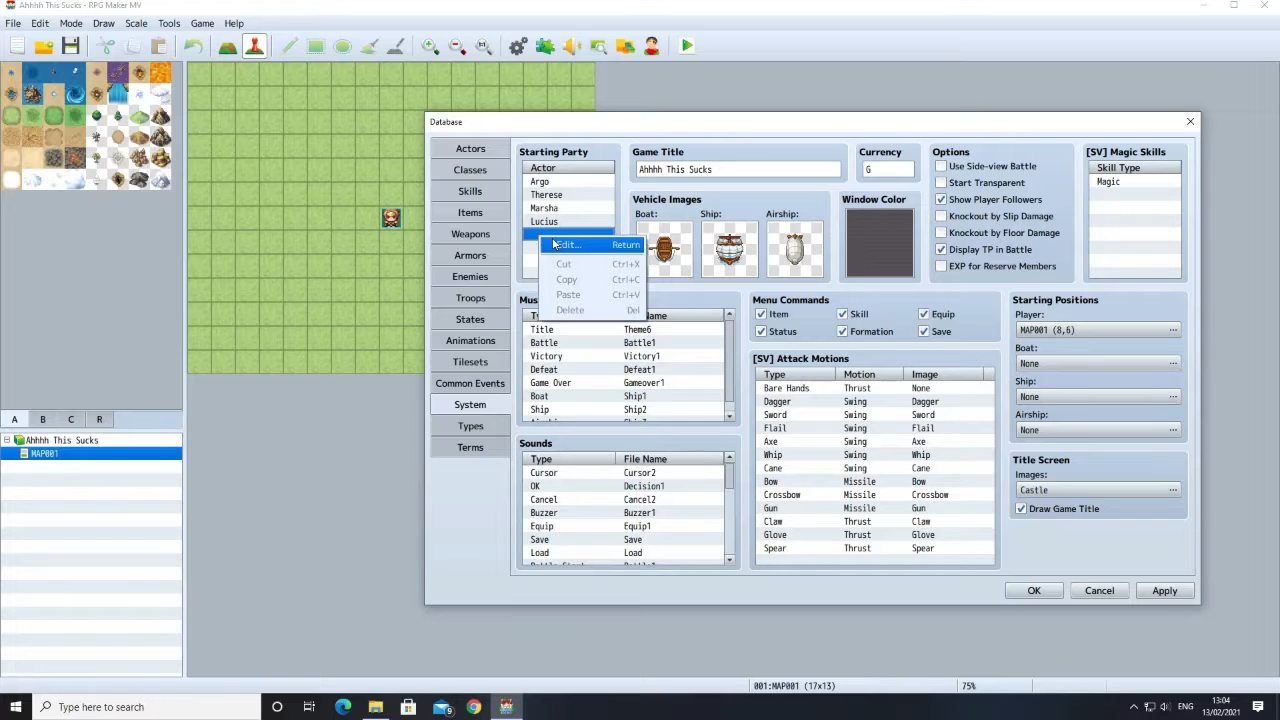 Ahhhh This Sucks - RPG Maker MV
File Edit Mode Draw Scale Tools Game Help
Database
Actors
Classes
Skills
Items
Weapons
Armors
Enemies
Troops
States
Animations
Tilesets
Common Events
System
Types
Terms
Starting Party
Actor
Argo
Therese
Marsha
Lucius
Edit... Return
Cut Ctrl+X
Copy Ctrl+C
Paste Ctrl+V
Delete Del
Game Title
Ahhhh This Sucks
Currency
G
Vehicle Images
Boat: Ship: Airship:
Window Color
Options
Use Side-view Battle
Start Transparent
Show Player Followers
Knockout by Slip Damage
Knockout by Floor Damage
Display TP in Battle
EXP for Reserve Members
[SV] Magic Skills
Skill Type
Magic
Title Theme6
Battle Battle1
Victory Victory1
Defeat Defeat1
Game Over Gameover1
Boat Ship1
Ship Ship2
Menu Commands
Item Skill Equip
Status Formation Save
Starting Positions
Player:
MAP001 (8,6) ...
Boat:
None ...
Ship:
None ...
Airship:
None ...
[SV] Attack Motions
Type Motion Image
Bare Hands Thrust None
Dagger Swing Dagger
Sword Swing Sword
Flail Swing Flail
Axe Swing Axe
Whip Swing Whip
Cane Swing Cane
Bow Missile Bow
Crossbow Missile Crossbow
Gun Missile Gun
Claw Thrust Claw
Glove Thrust Glove
Spear Thrust Spear
Sounds
Type File Name
Cursor Cursor2
OK Decision1
Cancel Cancel2
Buzzer Buzzer1
Equip Equip1
Save Save
Load Load
Title Screen
Images:
Castle ...
Draw Game Title
OK Cancel Apply
A B C R
Ahhhh This Sucks
MAP001
001:MAP001 (17x13) 75%
Type here to search
9
ENG
13:04
13/02/2021